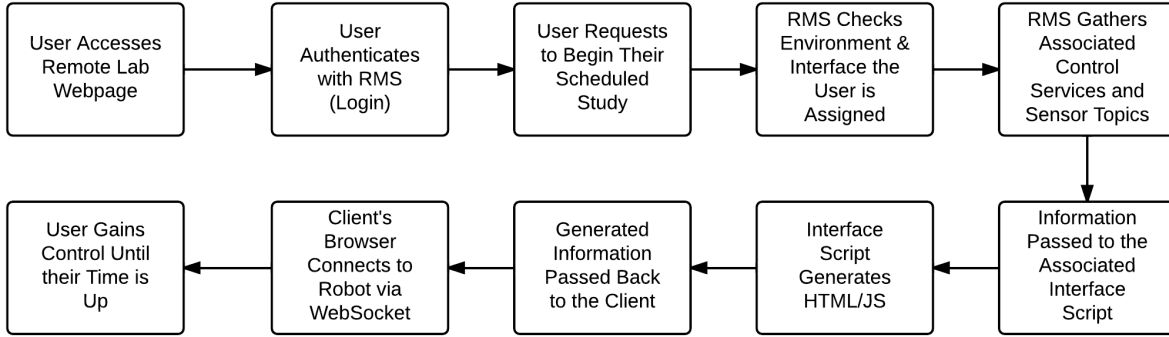 User Accesses
Remote Lab
Webpage
User
Authenticates
with RMS
(Login)
User Requests
to Begin Their
Scheduled
Study
RMS Checks
Environment &
Interface the
User is
Assigned
RMS Gathers
Associated
Control
Services and
Sensor Topics
Information
Passed to the
Associated
Interface
Script
Interface
Script
Generates
HTML/JS
Generated
Information
Passed Back
to the Client
Client's
Browser
Connects to
Robot via
WebSocket
User Gains
Control Until
their Time is
Up